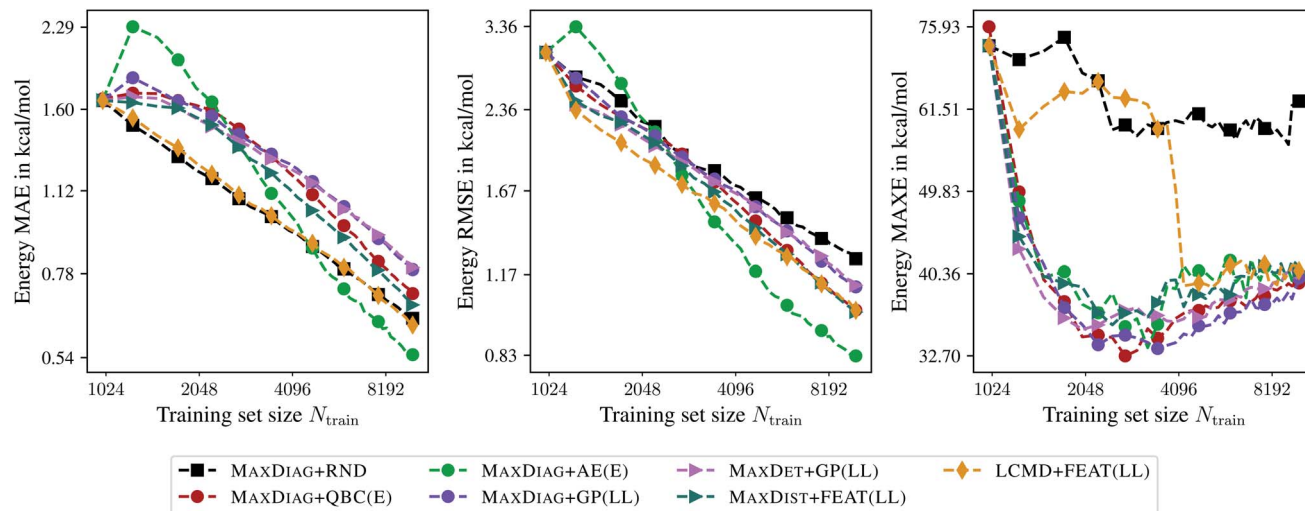 2.29
1.60
1.12
0.78
0.54
Energy MAE in kcal/mol
1024 2048 4096 8192
Training set size N_train
3.36
2.36
1.67
1.17
0.83
Energy RMSE in kcal/mol
1024 2048 4096 8192
Training set size N_train
75.93
61.51
49.83
40.36
32.70
Energy MAXE in kcal/mol
1024 2048 4096 8192
Training set size N_train
MAXDIAG+RND MAXDIAG+AE(E) MAXDET+GP(LL) LCMD+FEAT(LL)
MAXDIAG+QBC(E) MAXDIAG+GP(LL) MAXDIST+FEAT(LL)